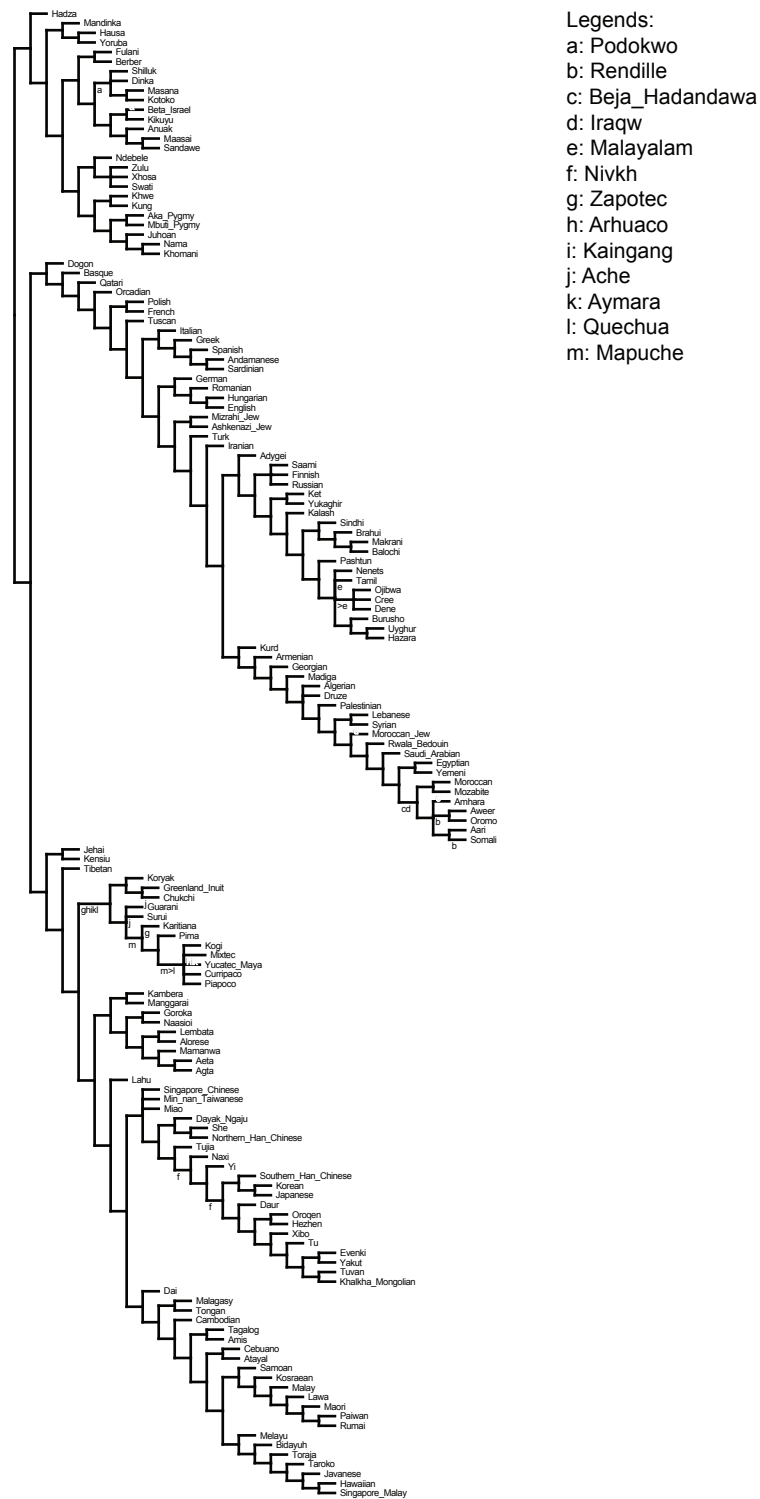 Hadza
Mandinka
Hausa
Yoruba
Fulani
Berber
Shilluk
a
Dinka
Masana
Kotoko
Beta_Israel
Kikuyu
Anuak
Maasai
Sandawe
Ndebele
Zulu
Xhosa
Swati
Khwe
Kung
Aka_Pygmy
Mbuti_Pygmy
Juhoan
Nama
Khomani
Dogon
Basque
Qatari
Orcadian
Polish
French
Tuscan
Italian
Greek
Spanish
Andamanese
Sardinian
German
Romanian
Hungarian
English
Mizrahi_Jew
Ashkenazi_Jew
Turk
Iranian
Adygei
Saami
Finnish
Russian
Ket
Yukaghir
Kalash
Sindhi
Brahui
Makrani
Balochi
Pashtun
Nenets
Tamil
e
Ojibwa
Cree
>e
Dene
Burusho
Uyghur
Hazara
Kurd
Armenian
Georgian
Madiga
Algerian
Druze
Palestinian
Lebanese
Syrian
Moroccan_Jew
Rwala_Bedouin
Saudi_Arabian
Egyptian
Yemeni
Moroccan
Mozabite
Amhara
cd
Aweer
b
Oromo
Aari
Somali
b
Jehai
Kensiu
Tibetan
Koryak
Greenland_Inuit
Chukchi
ghikl
j
Guarani
Surui
j
Karitiana
g
Pima
m
Kogi
Mixtec
Yucatec_Maya
m>l
Curripaco
Piapoco
Kambera
Manggarai
Goroka
Naasioi
Lembata
Alorese
Mamanwa
Aeta
Agta
Lahu
Singapore_Chinese
Min_nan_Taiwanese
Miao
Dayak_Ngaju
She
Northern_Han_Chinese
Tujia
Naxi
Yi
f
Southern_Han_Chinese
Korean
Japanese
f
Daur
Oroqen
Hezhen
Xibo
Tu
Evenki
Yakut
Tuvan
Khalkha_Mongolian
Dai
Malagasy
Tongan
Cambodian
Tagalog
Amis
Cebuano
Atayal
Samoan
Kosraean
Malay
Lawa
Maori
Paiwan
Rumai
Melayu
Bidayuh
Toraja
Taroko
Javanese
Hawaiian
Singapore_Malay
Legends:
a: Podokwo
b: Rendille
c: Beja_Hadandawa
d: Iraqw
e: Malayalam
f: Nivkh
g: Zapotec
h: Arhuaco
i: Kaingang
j: Ache
k: Aymara
l: Quechua
m: Mapuche